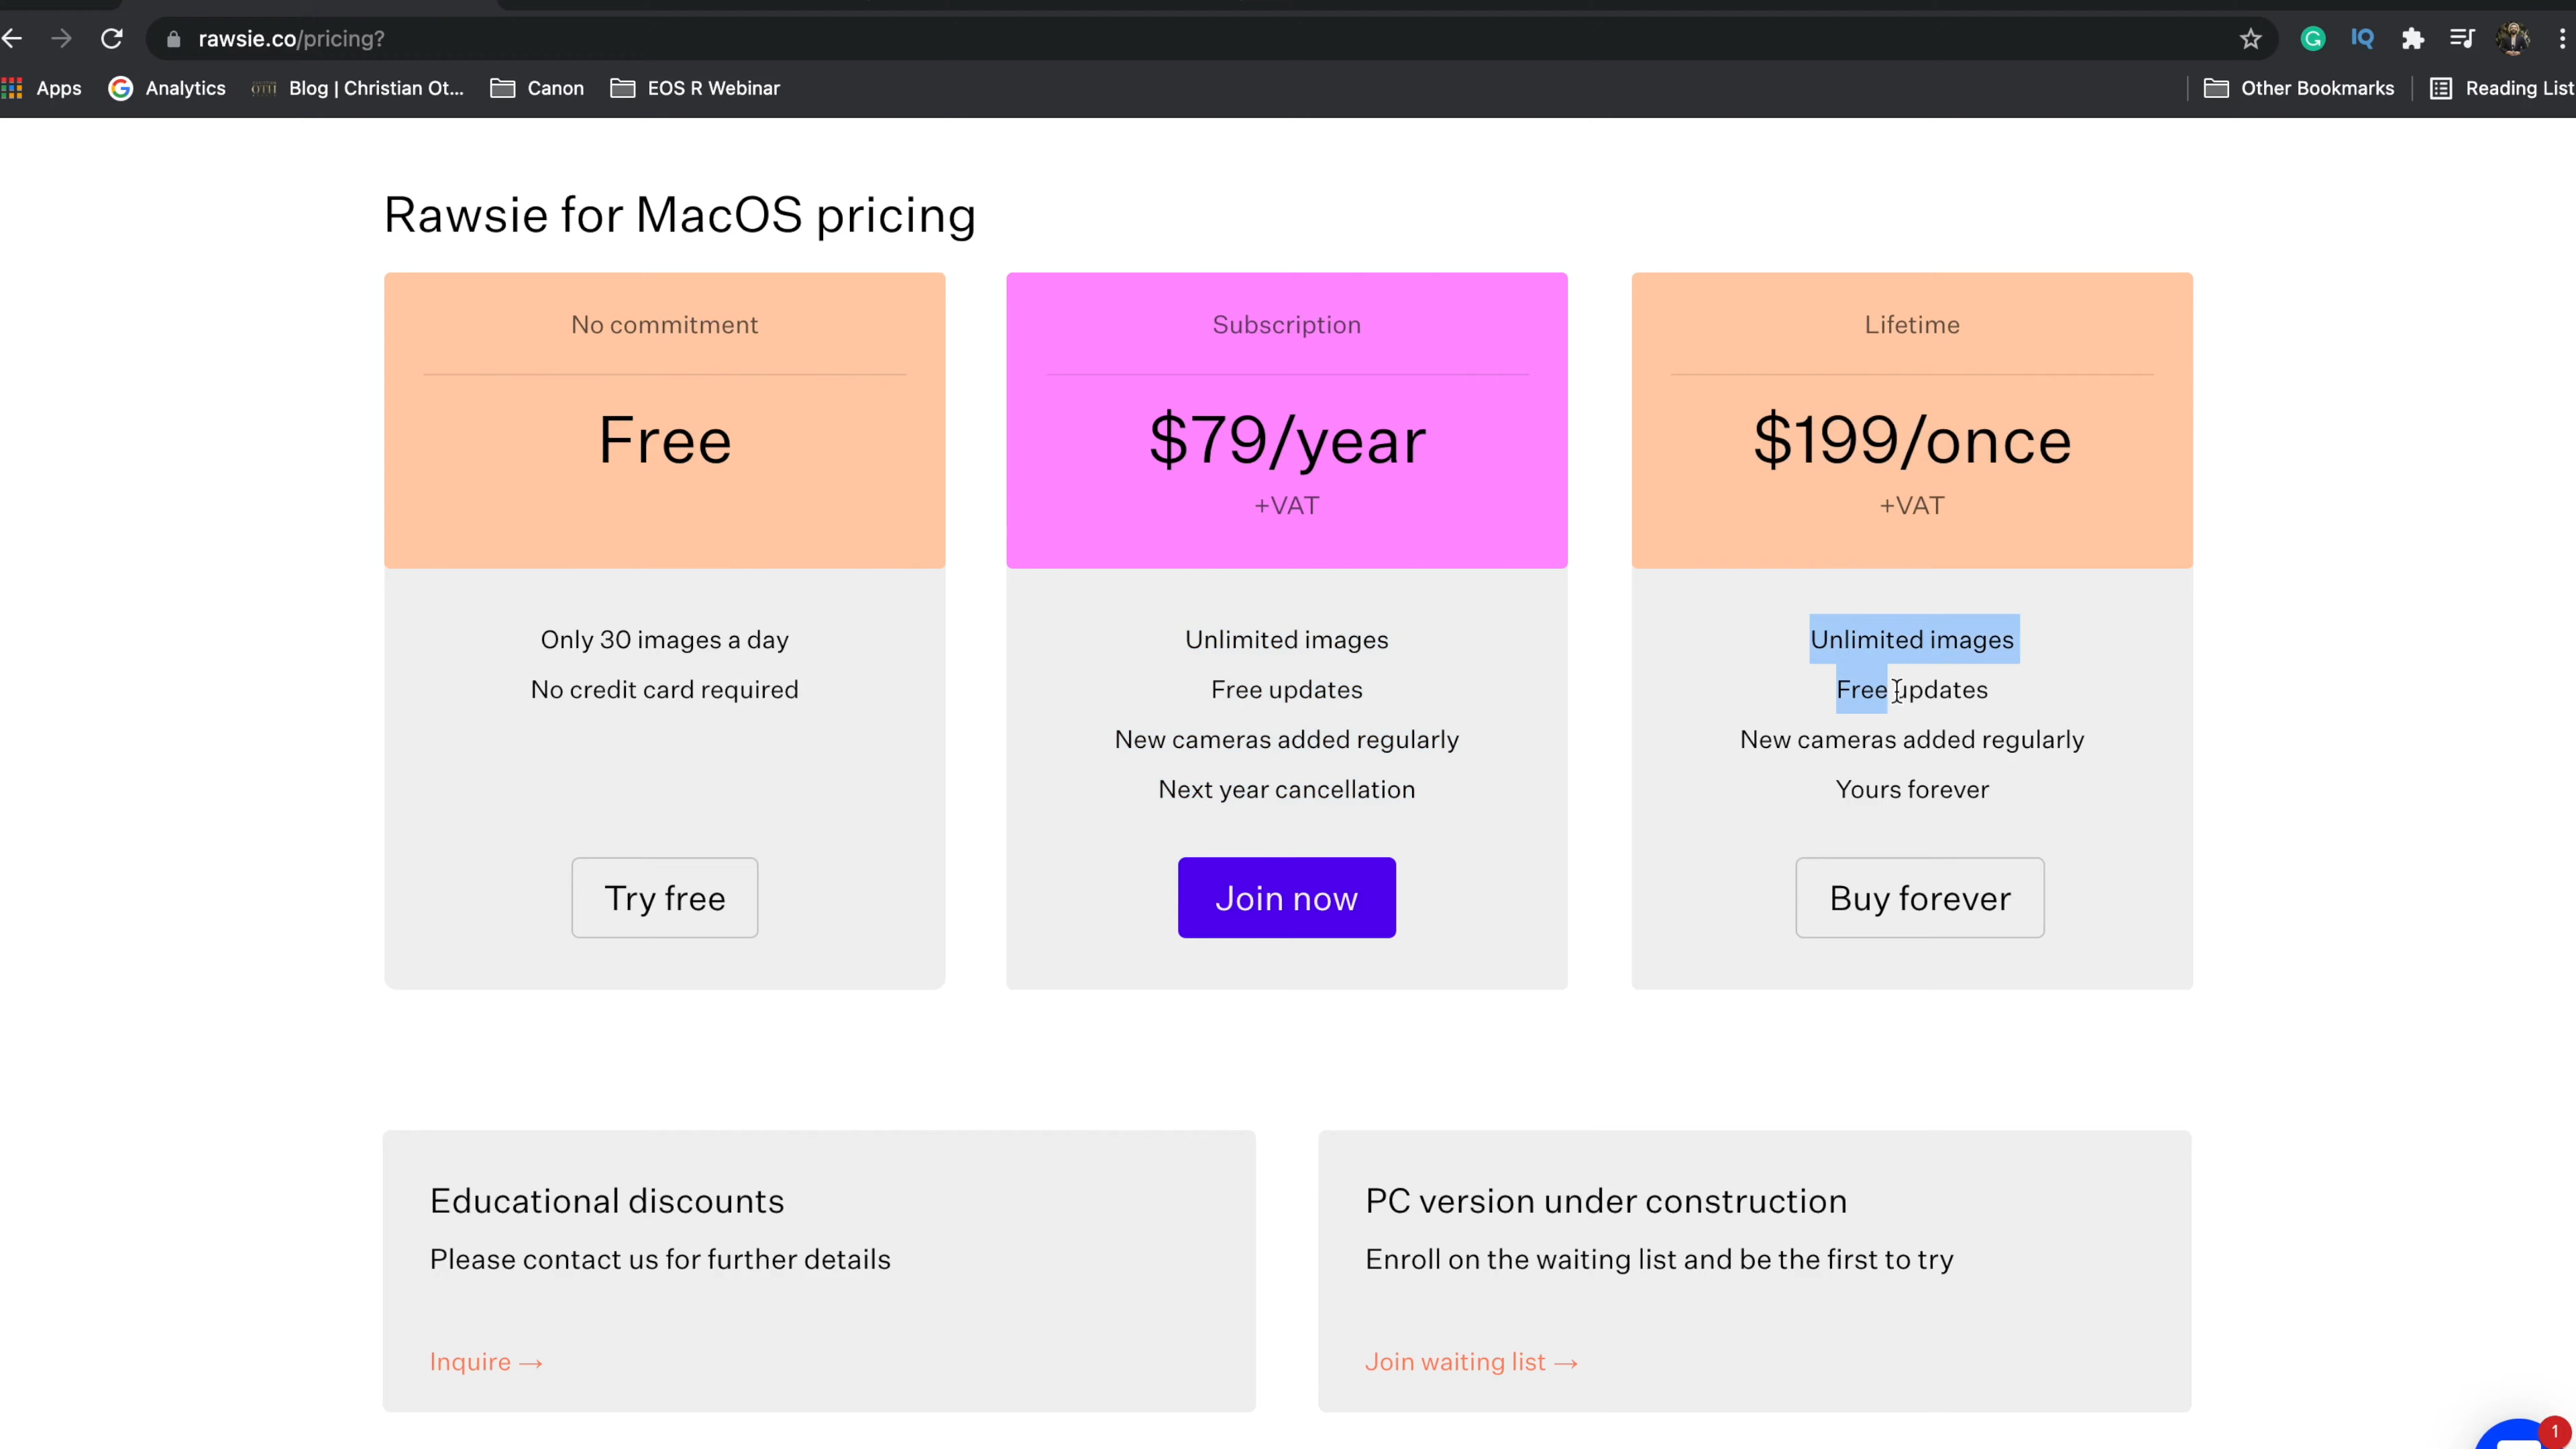 rawsie.co/pricing?
Apps Analytics OTTI Blog | Christian Ot... Canon EOS R Webinar Other Bookmarks Reading List
Rawsie for MacOS pricing
No commitment
Free
Only 30 images a day
No credit card required
Try free
Subscription
$79/year
+VAT
Unlimited images
Free updates
New cameras added regularly
Next year cancellation
Join now
Lifetime
$199/once
+VAT
Unlimited images
Free updates
New cameras added regularly
Yours forever
Buy forever
Educational discounts
Please contact us for further details
Inquire →
PC version under construction
Enroll on the waiting list and be the first to try
Join waiting list →
G
IQ
1